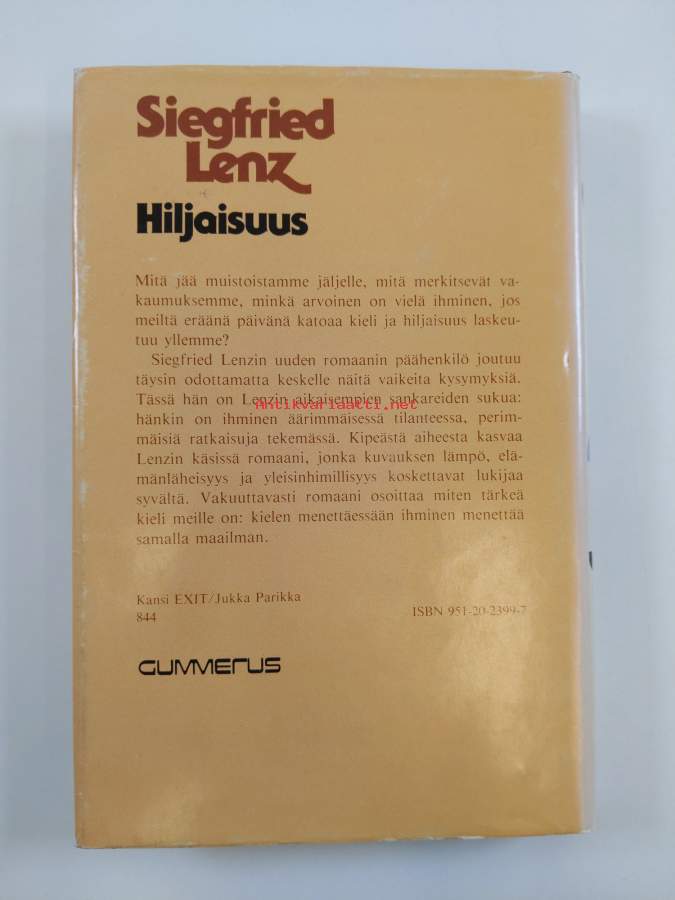 Siegfried
Lenz
Hiljaisuus
Mitä jää muistoistamme jäljelle, mitä merkitsevät va-
kaumuksemme, minkä arvoinen on vielä ihminen, jos
meiltä eräänä päivänä katoaa kieli ja hiljaisuus laskeu-
tuu yllemme?
Siegfried Lenzin uuden romaanin päähenkilö joutuu
täysin odottamatta keskelle näitä vaikeita kysymyksiä.
Tässä hän on Lenzin aikaisempien sankareiden sukua:
Antikvariaatti.net
hänkin on ihminen äärimmäisessä tilanteessa, perim-
mäisiä ratkaisuja tekemässä. Kipeästä aiheesta kasvaa
Lenzin käsissä romaani, jonka kuvauksen lämpö, elä-
mänläheisyys ja yleisinhimillisyys koskettavat lukijaa
syvältä. Vakuuttavasti romaani osoittaa miten tärkeä
kieli meille on: kielen menettäessään ihminen menettää
samalla maailman.
Kansi EXIT/Jukka Parikka
844
ISBN 951-20-2399-7
GUMMERUS